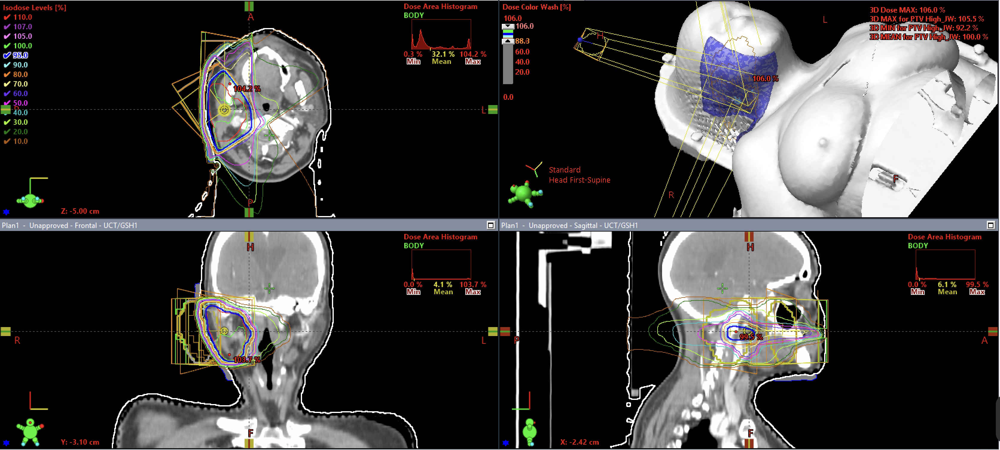 Isodose Levels [%]
110.0
107.0
105.0
100.0
95.0
90.0
80.0
70.0
60.0
50.0
40.0
30.0
20.0
10.0
A
R
L
P
104.2 %
Dose Area Histogram
BODY
0.3 % 32.1 % 104.2 %
Min Mean Max
Z: -5.00 cm
Dose Color Wash [%]
106.0
106.0
88.3
60.0
40.0
20.0
0.0
H
L
3D Dose MAX: 106.0 %
3D MAX for PTV High_JW: 105.5 %
3D MIN for PTV High_JW: 92.2 %
3D MEAN for PTV High_JW: 100.0 %
106.0 %
Standard
Head First-Supine
R
F
Plan1 - Unapproved - Frontal - UCT/GSH1
H
Dose Area Histogram
BODY
0.0 % 4.1 % 103.7 %
Min Mean Max
R
L
103.7 %
F
Y: -3.10 cm
Plan1 - Unapproved - Sagittal - UCT/GSH1
H
Dose Area Histogram
BODY
0.0 % 6.1 % 99.5 %
Min Mean Max
P
A
99.5 %
F
X: -2.42 cm